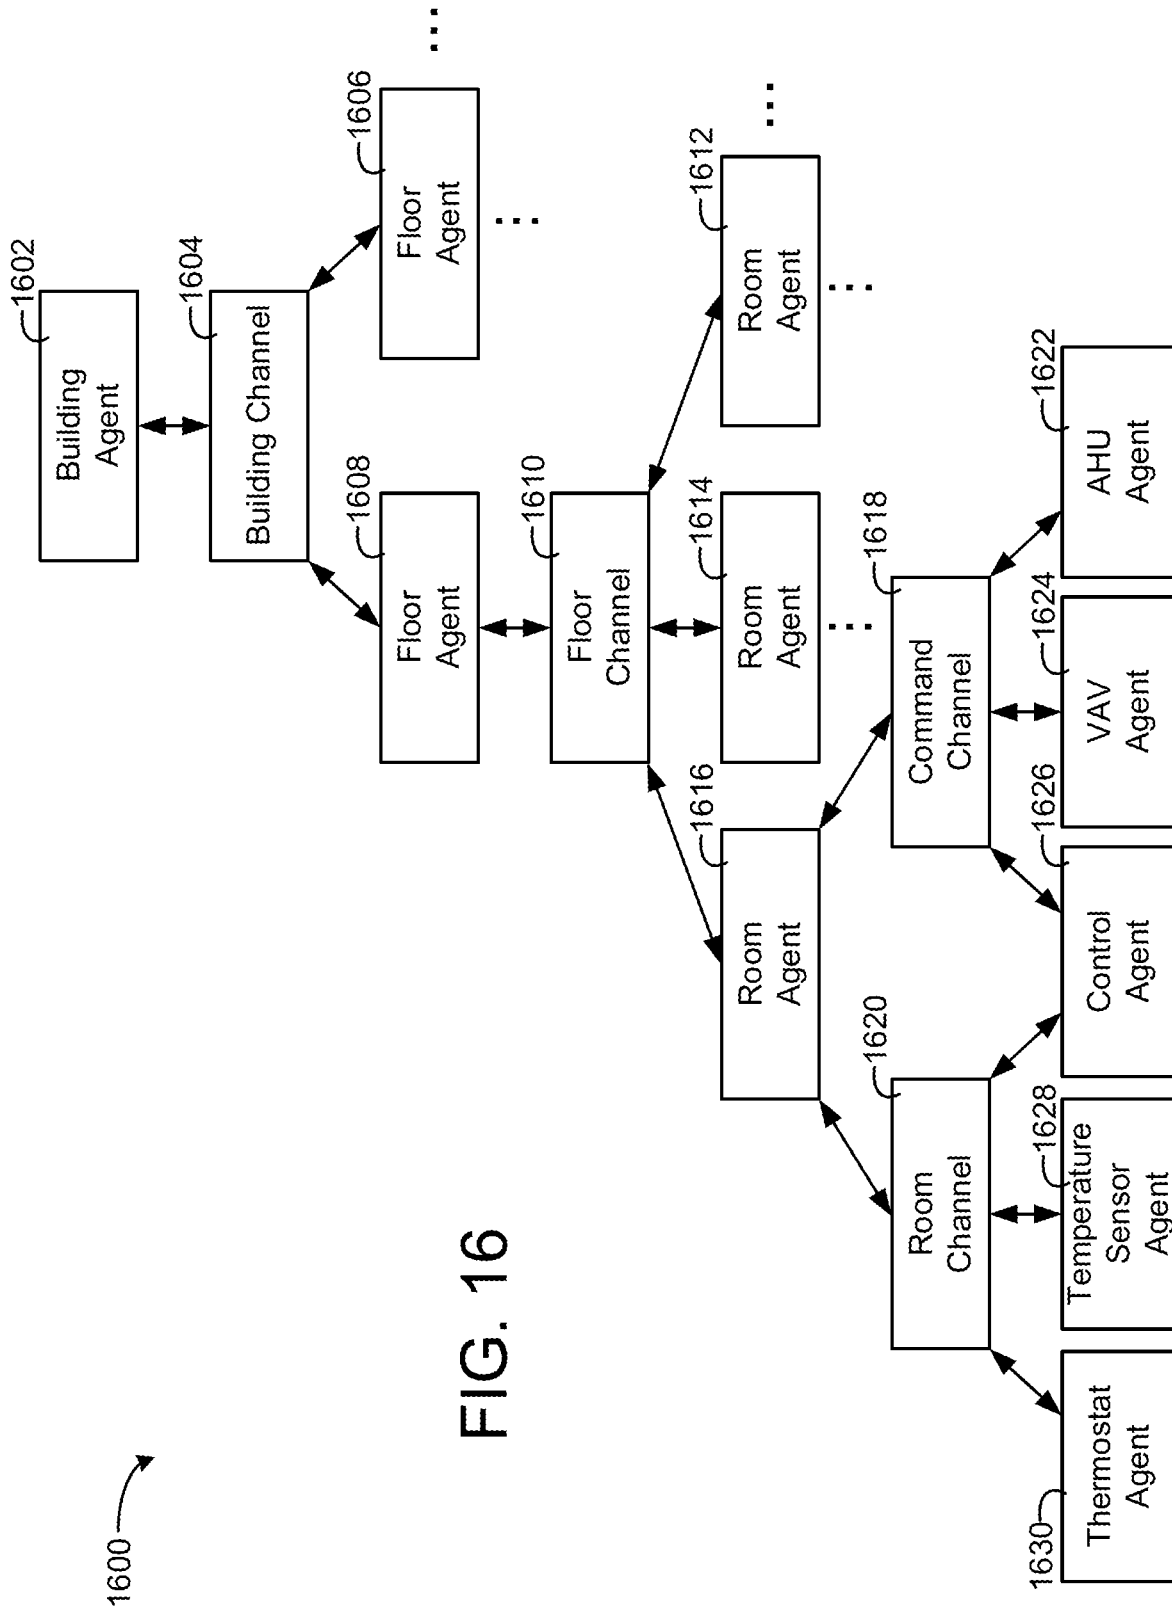 1600
1602
Building
Agent
1604
Building Channel
1606
Floor
Agent
...
...
1608
Floor
Agent
1610
Floor
Channel
1612
Room
Agent
...
...
1614
Room
Agent
...
1616
Room
Agent
1618
Command
Channel
1620
Room
Channel
1622
AHU
Agent
1624
VAV
Agent
1626
Control
Agent
1628
Temperature
Sensor
Agent
1630
Thermostat
Agent
FIG. 16